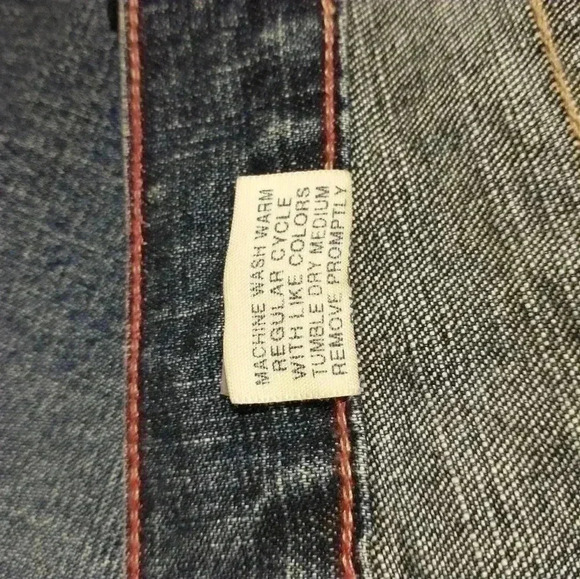 MACHINE WASH WARM
REGULAR CYCLE
WITH LIKE COLORS
TUMBLE DRY MEDIUM
REMOVE PROMPTLY